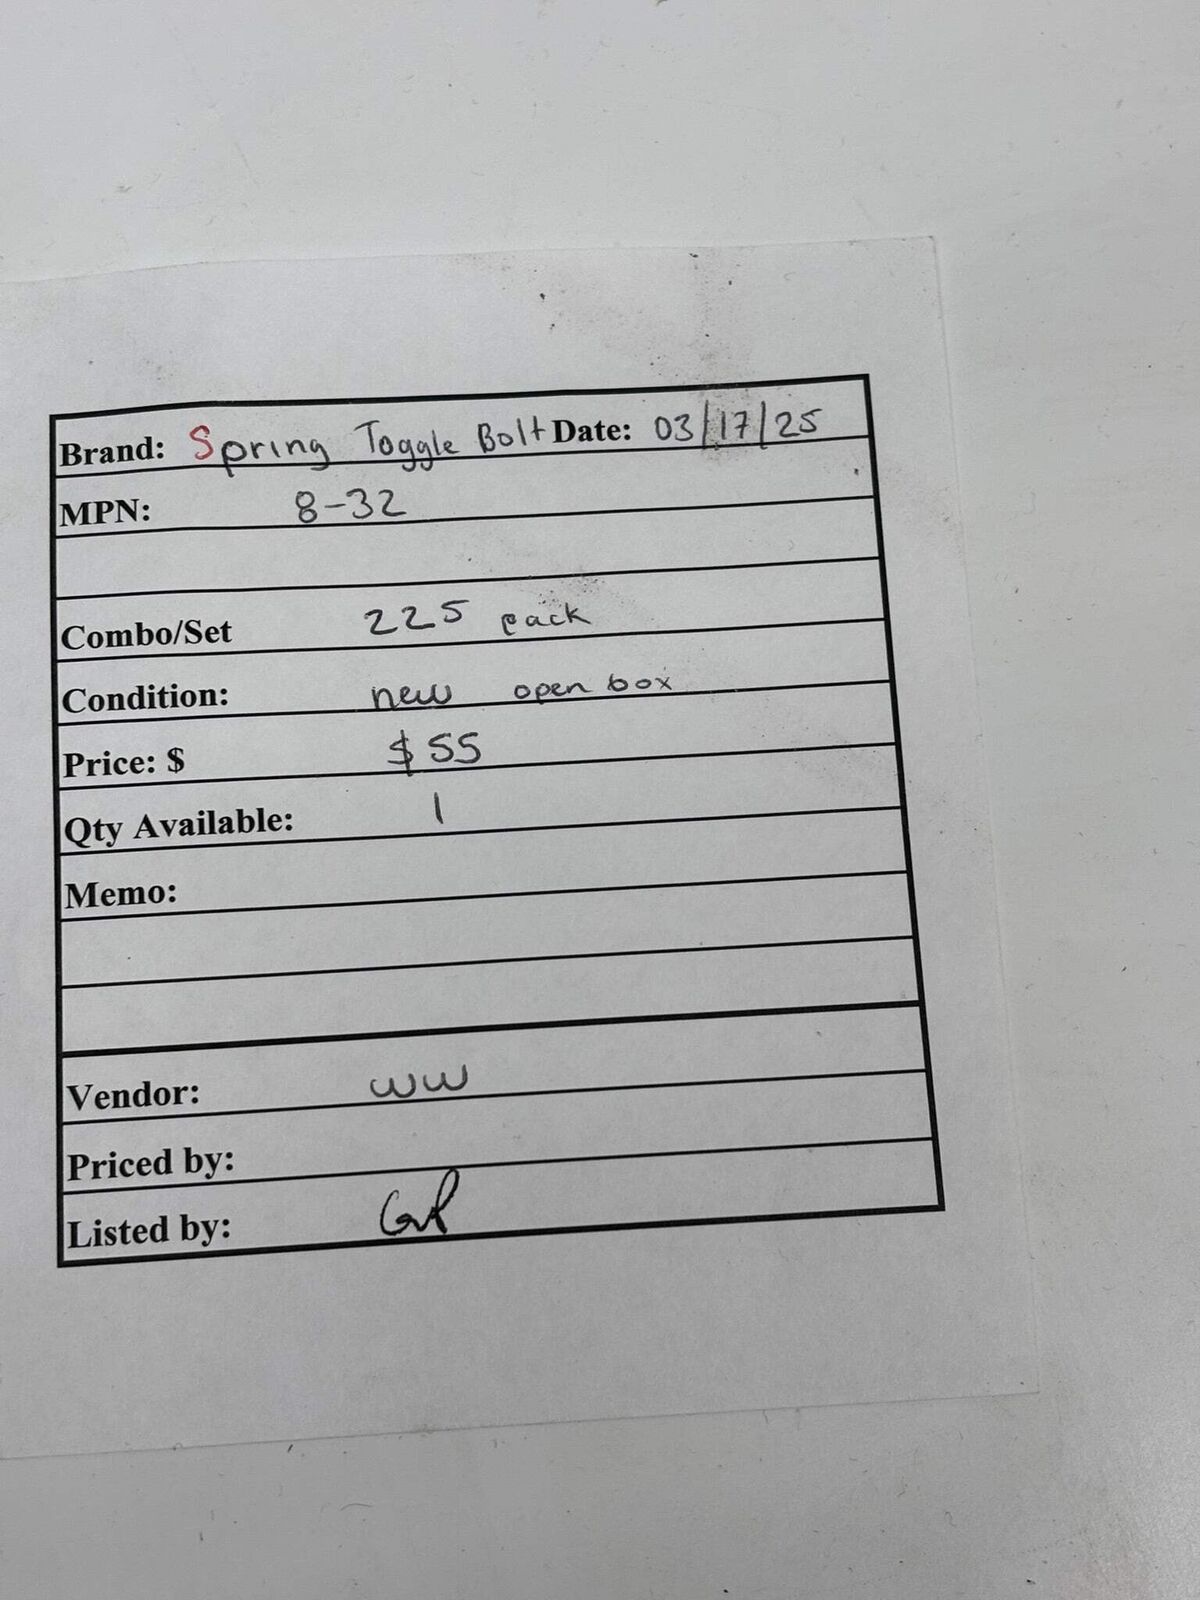 Brand: Spring Toggle Bolt Date: 03/17/25
MPN: 8-32
Combo/Set 225 pack
Condition: new open box
Price: $ $55
Qty Available: 1
Memo:
Vendor: WW
Priced by:
Listed by: